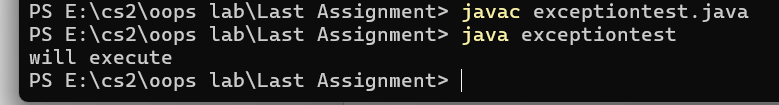 PS E:\cs2\oops lab\Last Assignment> javac exceptiontest.java
PS E:\cs2\oops lab\Last Assignment> java exceptiontest
will execute
PS E:\cs2\oops lab\Last Assignment>